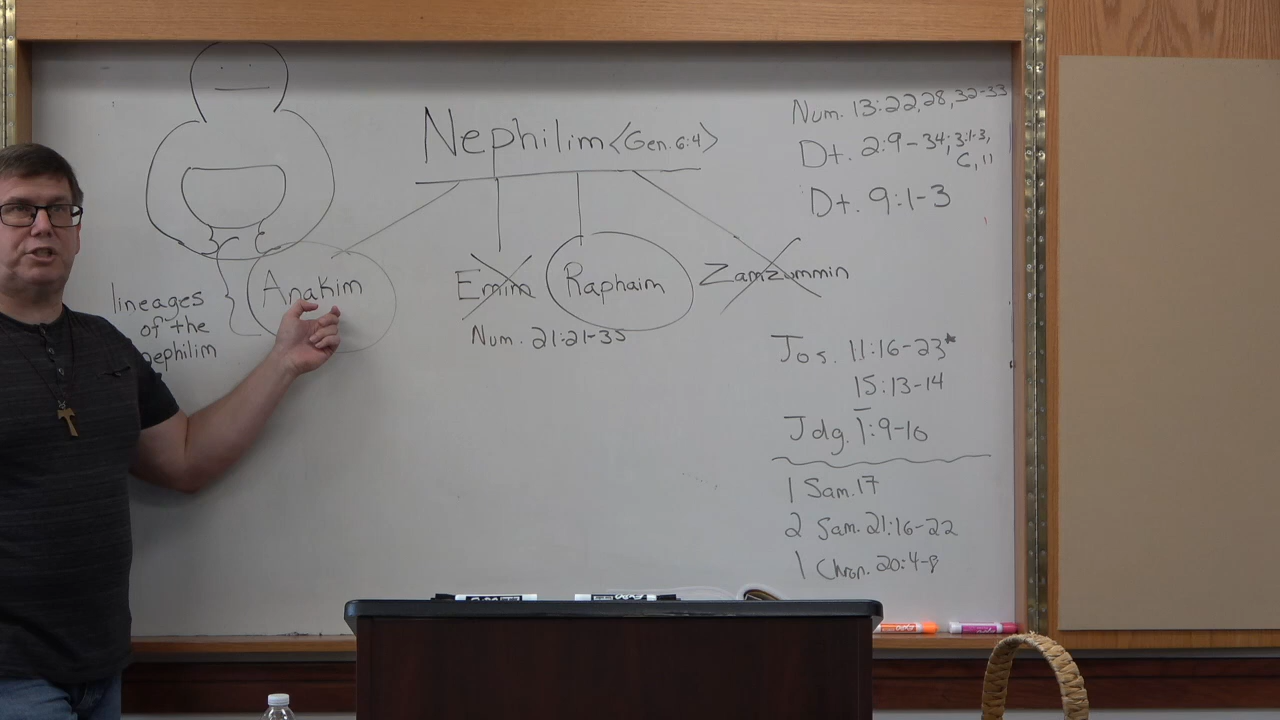 Nephilim <Gen. 6:4>
Anakim
Emim
Raphaim
Zamzummin
Num. 21:21-35
lineages
of the
nephilim
Num. 13:22,28,32-33
Dt. 2:9-34; 3:1-3,
6,11
Dt. 9:1-3
Jos. 11:16-23*
15:13-14
Jdg. 1:9-10
1 Sam. 17
2 Sam. 21:16-22
1 Chron. 20:4-8
EXPO